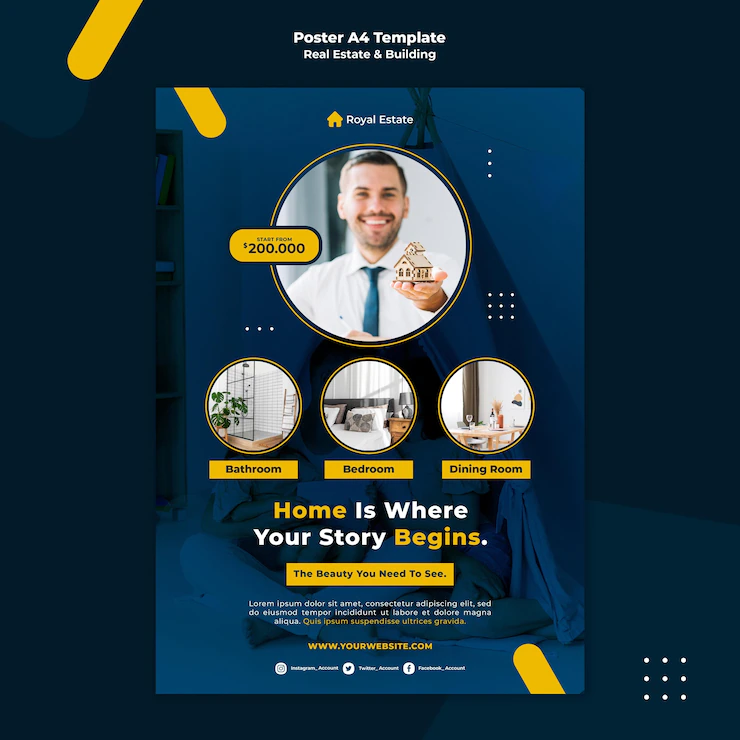 Poster A4 Template
Real Estate & Building
Royal Estate
START FROM
$200.000
Bathroom
Bedroom
Dining Room
Home Is Where
Your Story Begins.
The Beauty You Need To See.
Lorem ipsum dolor sit amet, consectetur adipiscing elit, sed do
eiusmod tempor incididunt ut labore et dolore magna
aliqua. Quis ipsum suspendisse ultrices gravida.
WWW.YOURWEBSITE.COM
Instagram_Account Twitter_Account Facebook_Account